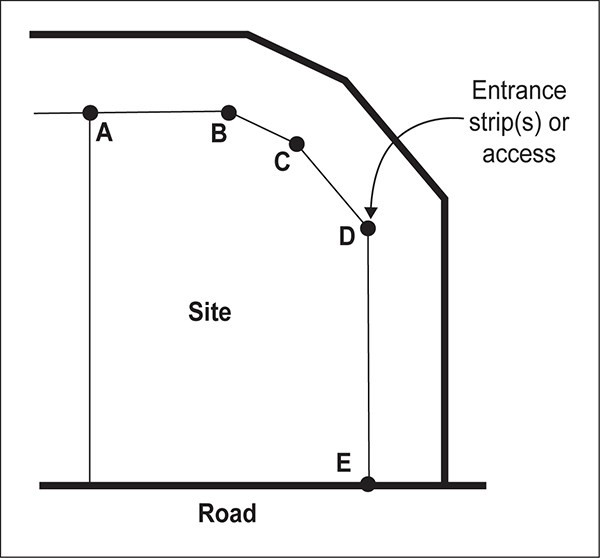 Entrance
strip(s) or
access
A
B
C
D
Site
E
Road